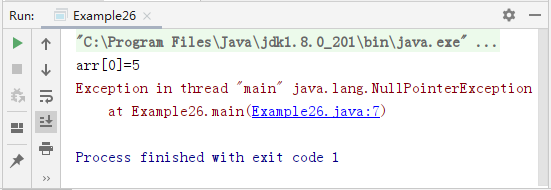 Run: Example26 ×
"C:\Program Files\Java\jdk1.8.0_201\bin\java.exe" ...
arr[0]=5
Exception in thread "main" java.lang.NullPointerException
at Example26.main(Example26.java:7)
Process finished with exit code 1